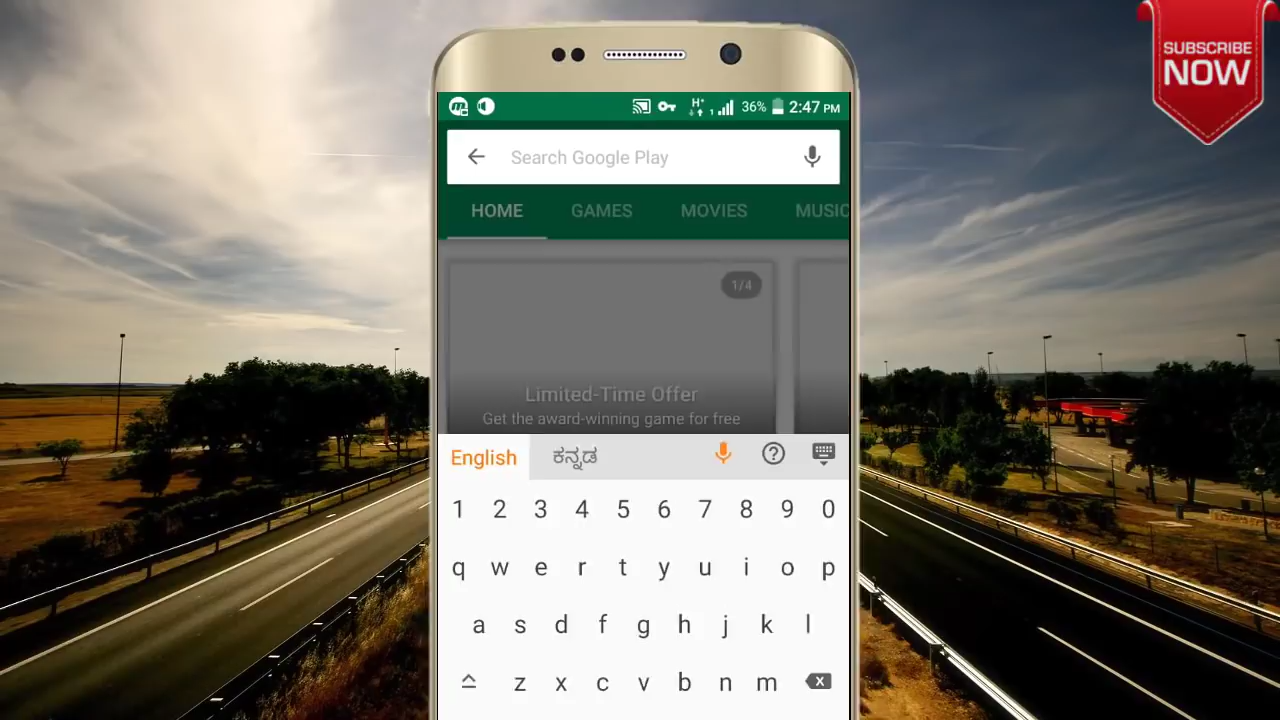 SUBSCRIBE
NOW
H+ 1 36% 2:47 PM
Search Google Play
HOME GAMES MOVIES MUSIC
1/4
Limited-Time Offer
Get the award-winning game for free
English ಕನ್ನಡ
1 2 3 4 5 6 7 8 9 0
q w e r t y u i o p
a s d f g h j k l
z x c v b n m